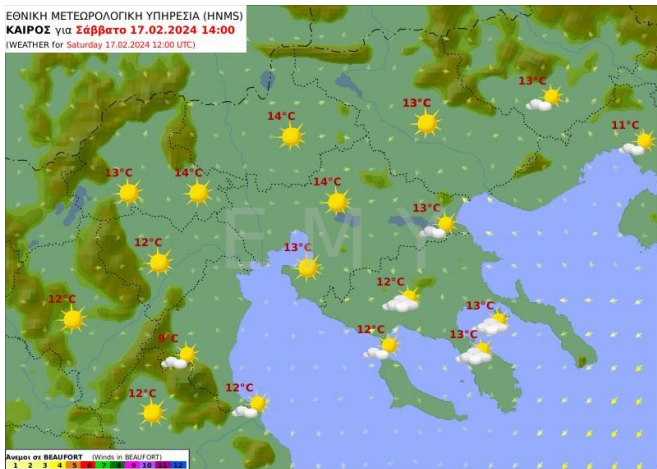 ΕΘΝΙΚΗ ΜΕΤΕΩΡΟΛΟΓΙΚΗ ΥΠΗΡΕΣΙΑ (HNMS)
ΚΑΙΡΟΣ για Σάββατο 17.02.2024 14:00
(WEATHER for Saturday 17.02.2024 12:00 UTC)
13°C
14°C
13°C
11°C
13°C
14°C
14°C
13°C
ΕΜΥ
12°C
13°C
12°C
12°C
13°C
9°C
12°C
13°C
12°C
12°C
Άνεμοι σε BEAUFORT (Winds in BEAUFORT)
1 2 3 4 5 6 7 8 9 10 11 12